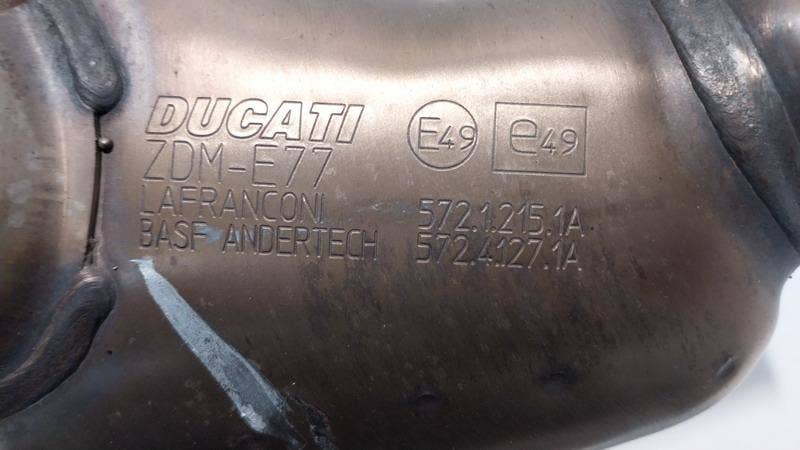 DUCATI E49 e49
ZDM-E77
LAFRANCONI 572.1.215.1A
BASF ANDERTECH 572.4.127.1A